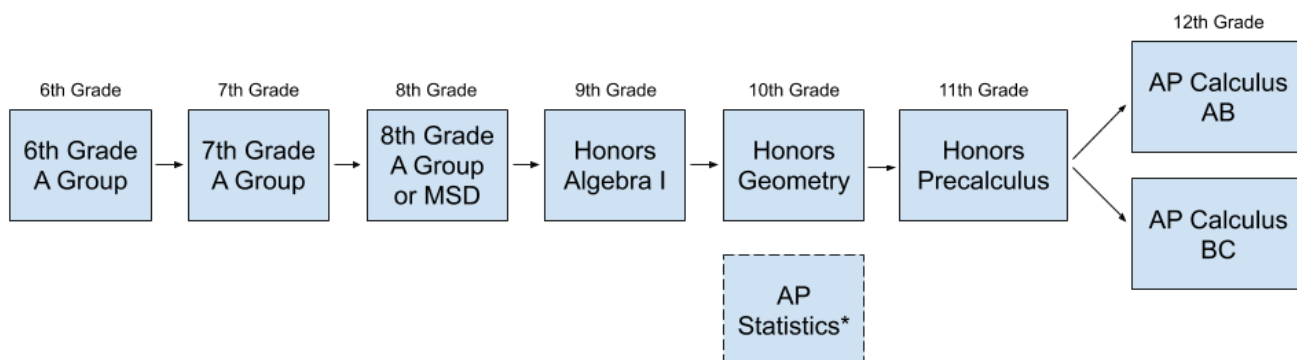 12th Grade
AP Calculus
AB
6th Grade
7th Grade
8th Grade
9th Grade
10th Grade
11th Grade
6th Grade
A Group
7th Grade
A Group
8th Grade
A Group
or MSD
Honors
Algebra I
Honors
Geometry
Honors
Precalculus
AP Calculus
BC
AP
Statistics*